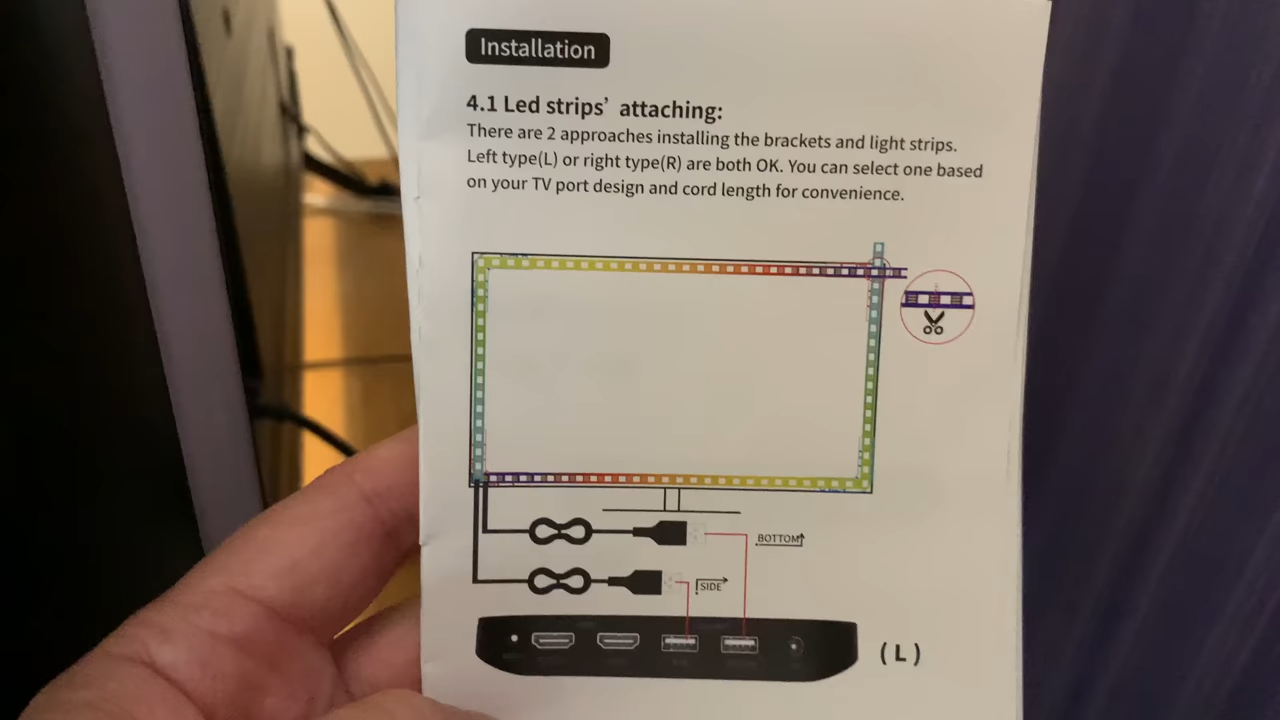 Installation
4.1 Led strips' attaching:
There are 2 approaches installing the brackets and light strips.
Left type(L) or right type(R) are both OK. You can select one based
on your TV port design and cord length for convenience.
BOTTOM
SIDE
(L)